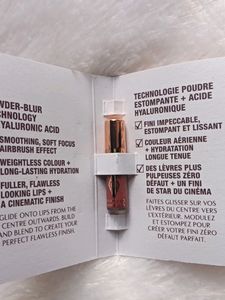 WDER-BLUR
CHNOLOGY
YALURONIC ACID
SMOOTHING, SOFT FOCUS
AIRBRUSH EFFECT
WEIGHTLESS COLOUR +
LONG-LASTING HYDRATION
FULLER, FLAWLESS
LOOKING LIPS +
A CINEMATIC FINISH
GLIDE ONTO LIPS FROM THE
CENTRE OUTWARDS. BUILD
AND BLEND TO CREATE YOUR
PERFECT FLAWLESS FINISH.
TECHNOLOGIE POUDRE
ESTOMPANTE + ACIDE
HYALURONIQUE
FINI IMPECCABLE,
ESTOMPANT ET LISSANT
COULEUR AÉRIENNE
+ HYDRATATION
LONGUE TENUE
DES LÈVRES PLUS
PULPEUSES ZÉRO
DÉFAUT + UN FINI
DE STAR DU CINÉMA
FAITES GLISSER SUR VOS
LÈVRES DU CENTRE VERS
L'EXTÉRIEUR. MODULEZ
ET ESTOMPEZ POUR
CRÉER VOTRE FINI ZÉRO
DÉFAUT PARFAIT.